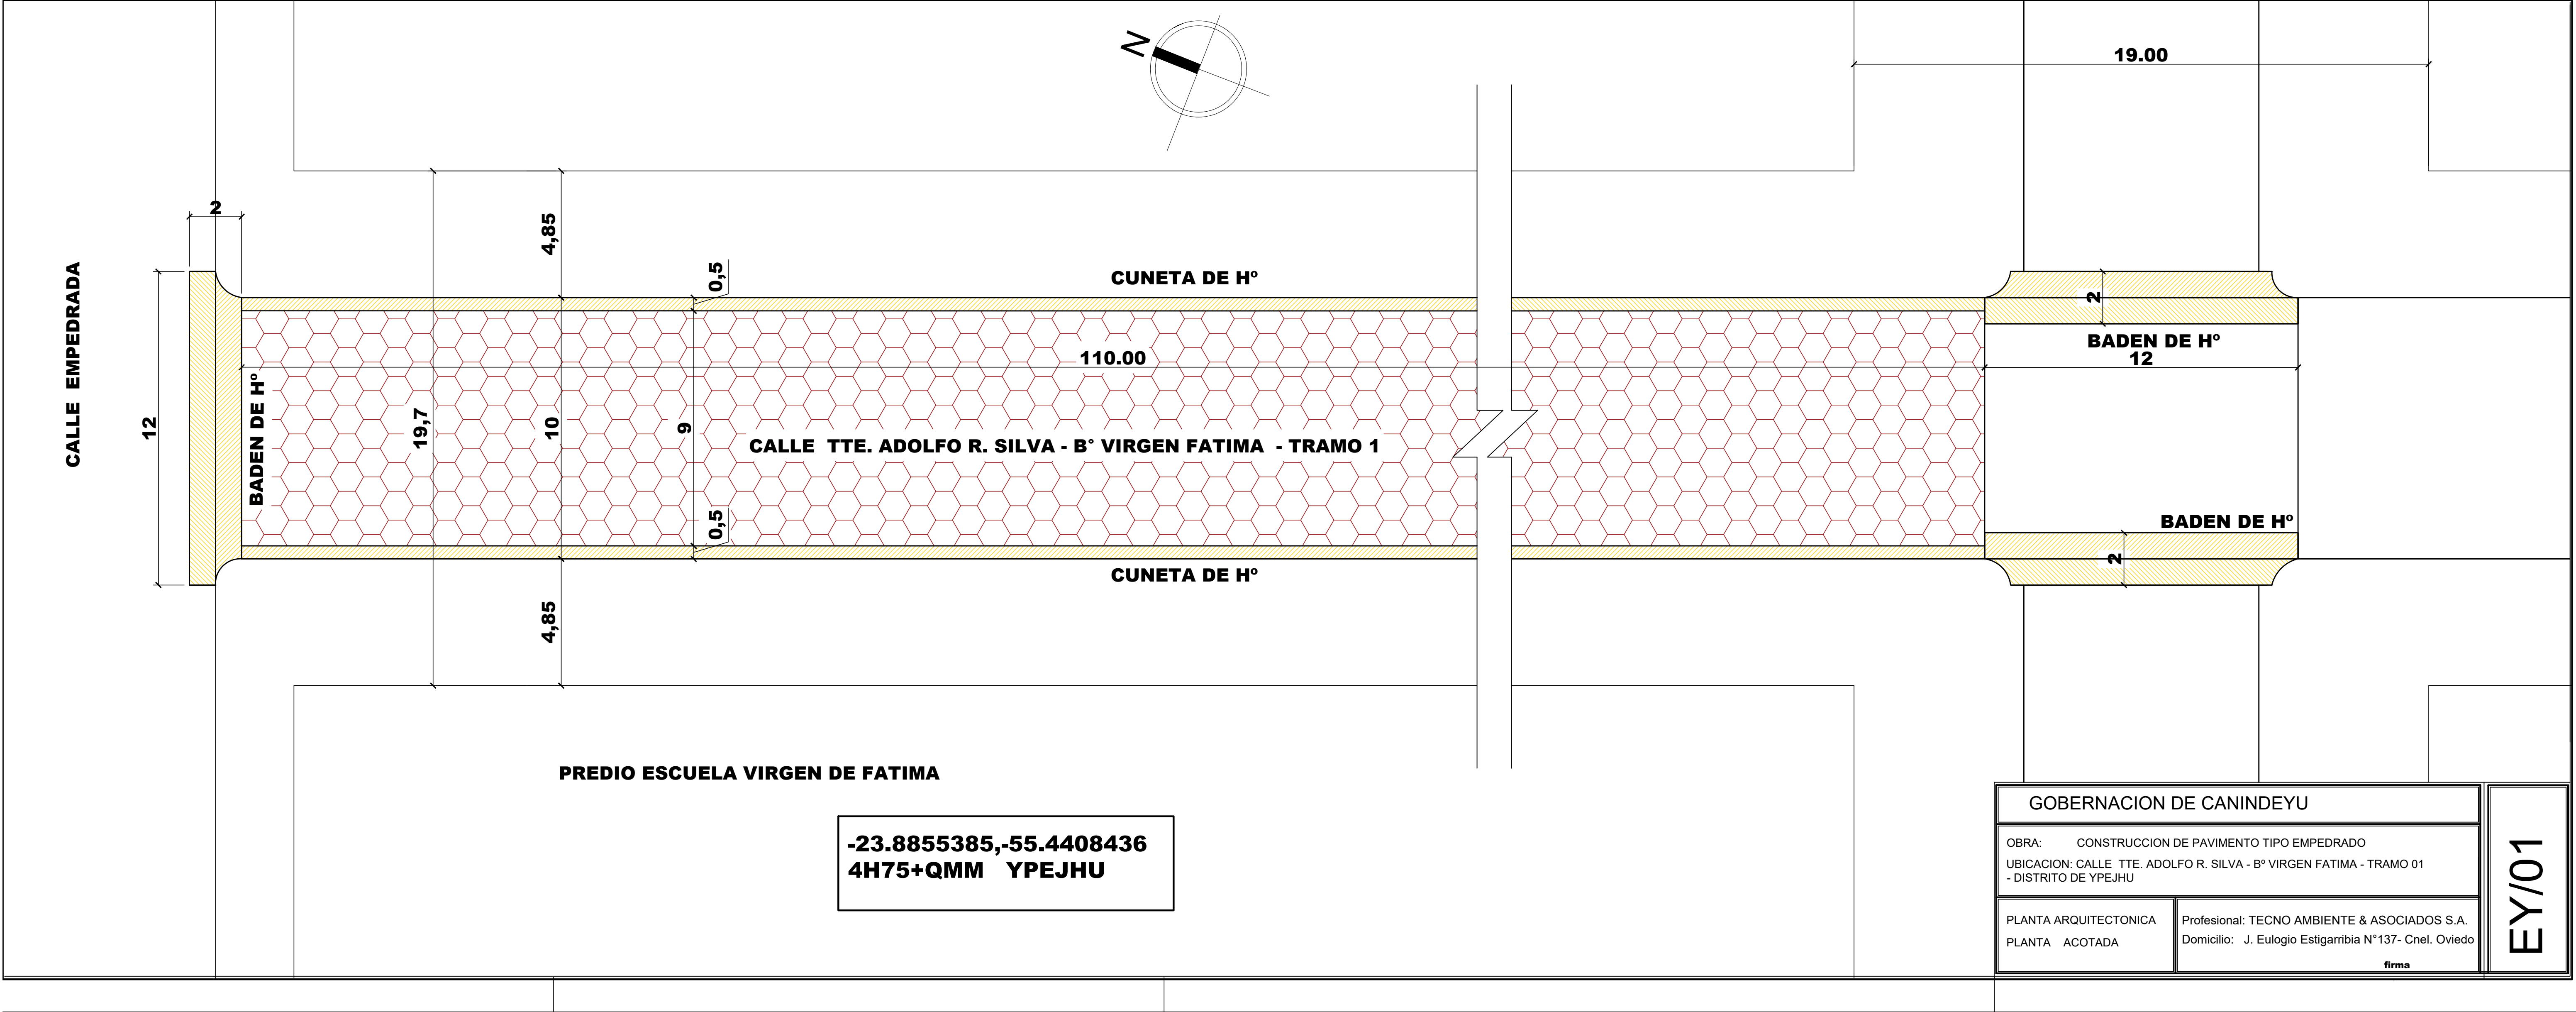 N
19.00
2
4,85
0,5
CUNETA DE Hº
CALLE EMPEDRADA
12
BADEN DE Hº
19,7
10
9
110.00
CALLE TTE. ADOLFO R. SILVA - B° VIRGEN FATIMA - TRAMO 1
2
BADEN DE Hº
12
0,5
BADEN DE Hº
2
CUNETA DE Hº
4,85
PREDIO ESCUELA VIRGEN DE FATIMA
-23.8855385,-55.4408436
4H75+QMM YPEJHU
GOBERNACION DE CANINDEYU
OBRA: CONSTRUCCION DE PAVIMENTO TIPO EMPEDRADO
UBICACION: CALLE TTE. ADOLFO R. SILVA - Bº VIRGEN FATIMA - TRAMO 01
- DISTRITO DE YPEJHU
PLANTA ARQUITECTONICA
PLANTA ACOTADA
Profesional: TECNO AMBIENTE & ASOCIADOS S.A.
Domicilio: J. Eulogio Estigarribia N°137- Cnel. Oviedo
firma
EY/01